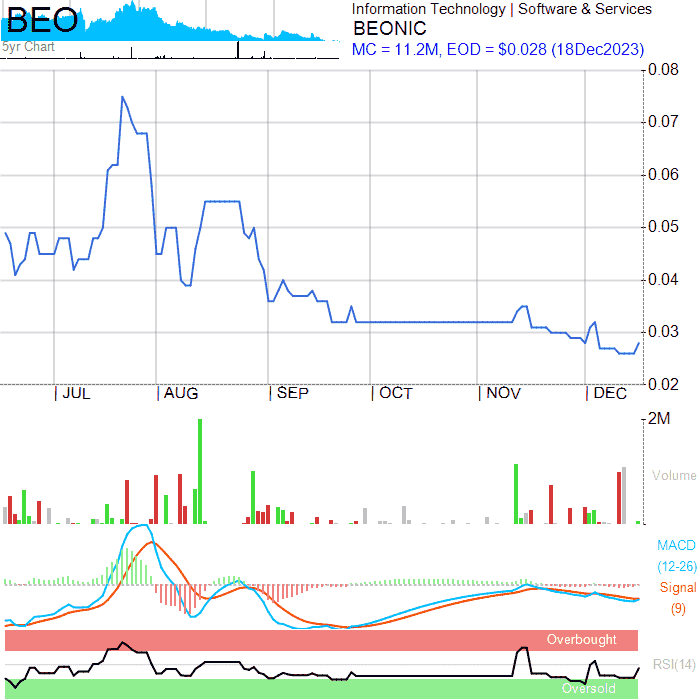 BEO
Information Technology | Software & Services
BEONIC
5yr Chart
MC = 11.2M, EOD = $0.028 (18Dec2023)
0.08
0.07
0.06
0.05
0.04
0.03
0.02
JUL AUG SEP OCT NOV DEC
2M
Volume
MACD
(12-26)
Signal
(9)
Overbought
RSI(14)
Oversold